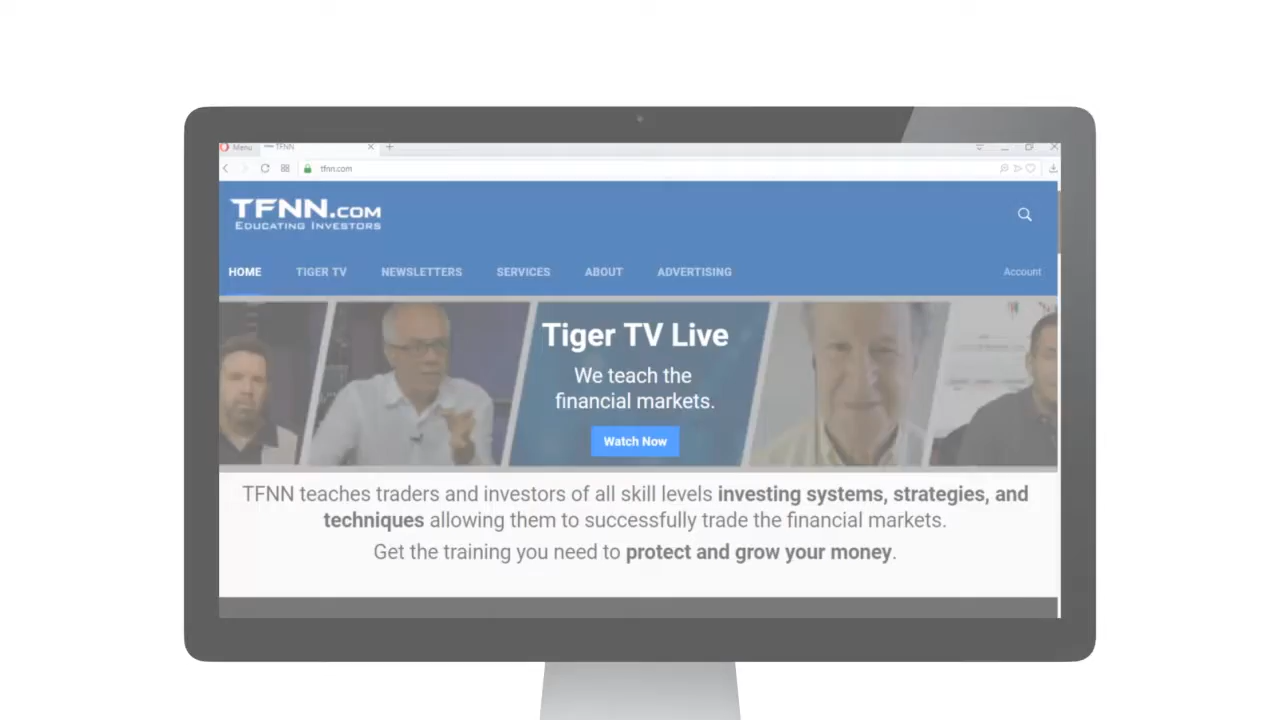 Menu
TFNN
tfnn.com
TFNN.COM
EDUCATING INVESTORS
HOME TIGER TV NEWSLETTERS SERVICES ABOUT ADVERTISING Account
Tiger TV Live
We teach the
financial markets.
Watch Now
TFNN teaches traders and investors of all skill levels investing systems, strategies, and
techniques allowing them to successfully trade the financial markets.
Get the training you need to protect and grow your money.